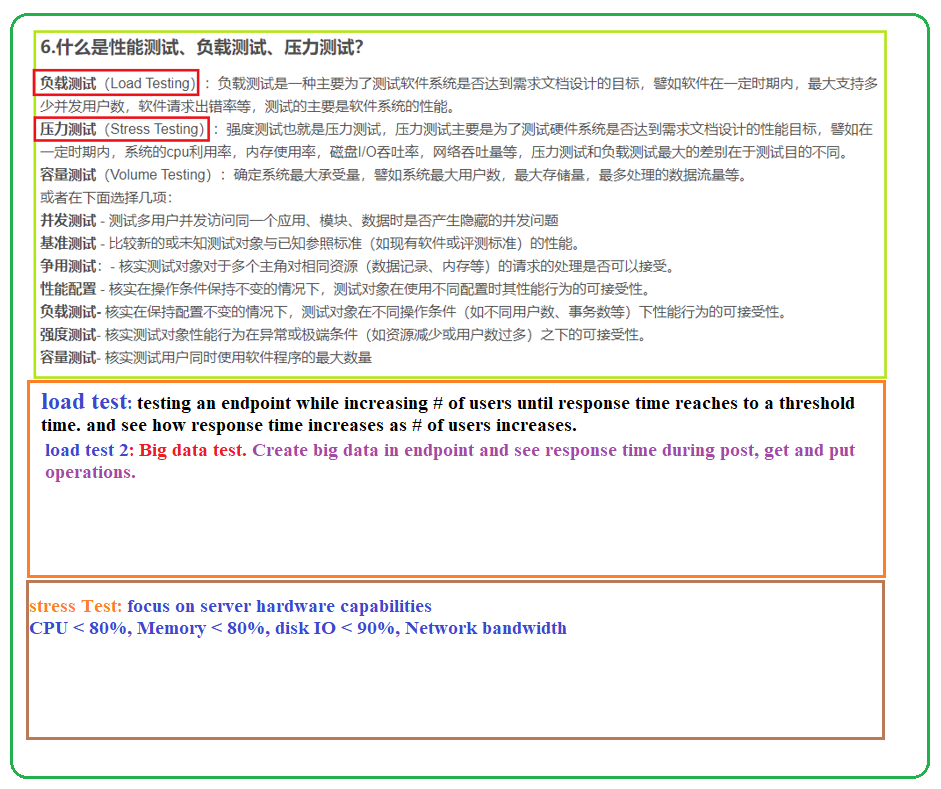 6.什么是性能测试、负载测试、压力测试?
负载测试（Load Testing）：负载测试是一种主要为了测试软件系统是否达到需求文档设计的目标，譬如软件在一定时期内，最大支持多
少并发用户数，软件请求出错率等，测试的主要是软件系统的性能。
压力测试（Stress Testing）：强度测试也就是压力测试，压力测试主要是为了测试硬件系统是否达到需求文档设计的性能目标，譬如在
一定时期内，系统的cpu利用率，内存使用率，磁盘I/O吞吐率，网络吞吐量等，压力测试和负载测试最大的差别在于测试目的不同。
容量测试（Volume Testing）：确定系统最大承受量，譬如系统最大用户数，最大存储量，最多处理的数据流量等。
或者在下面选择几项：
并发测试 - 测试多用户并发访问同一个应用、模块、数据时是否产生隐藏的并发问题
基准测试 - 比较新的或未知测试对象与已知参照标准（如现有软件或评测标准）的性能。
争用测试：- 核实测试对象对于多个主角对相同资源（数据记录、内存等）的请求的处理是否可以接受。
性能配置 - 核实在操作条件保持不变的情况下，测试对象在使用不同配置时其性能行为的可接受性。
负载测试- 核实在保持配置不变的情况下，测试对象在不同操作条件（如不同用户数、事务数等）下性能行为的可接受性。
强度测试- 核实测试对象性能行为在异常或极端条件（如资源减少或用户数过多）之下的可接受性。
容量测试- 核实测试用户同时使用软件程序的最大数量
load test: testing an endpoint while increasing # of users until response time reaches to a threshold
time. and see how response time increases as # of users increases.
load test 2: Big data test. Create big data in endpoint and see response time during post, get and put
operations.
stress Test: focus on server hardware capabilities
CPU < 80%, Memory < 80%, disk IO < 90%, Network bandwidth